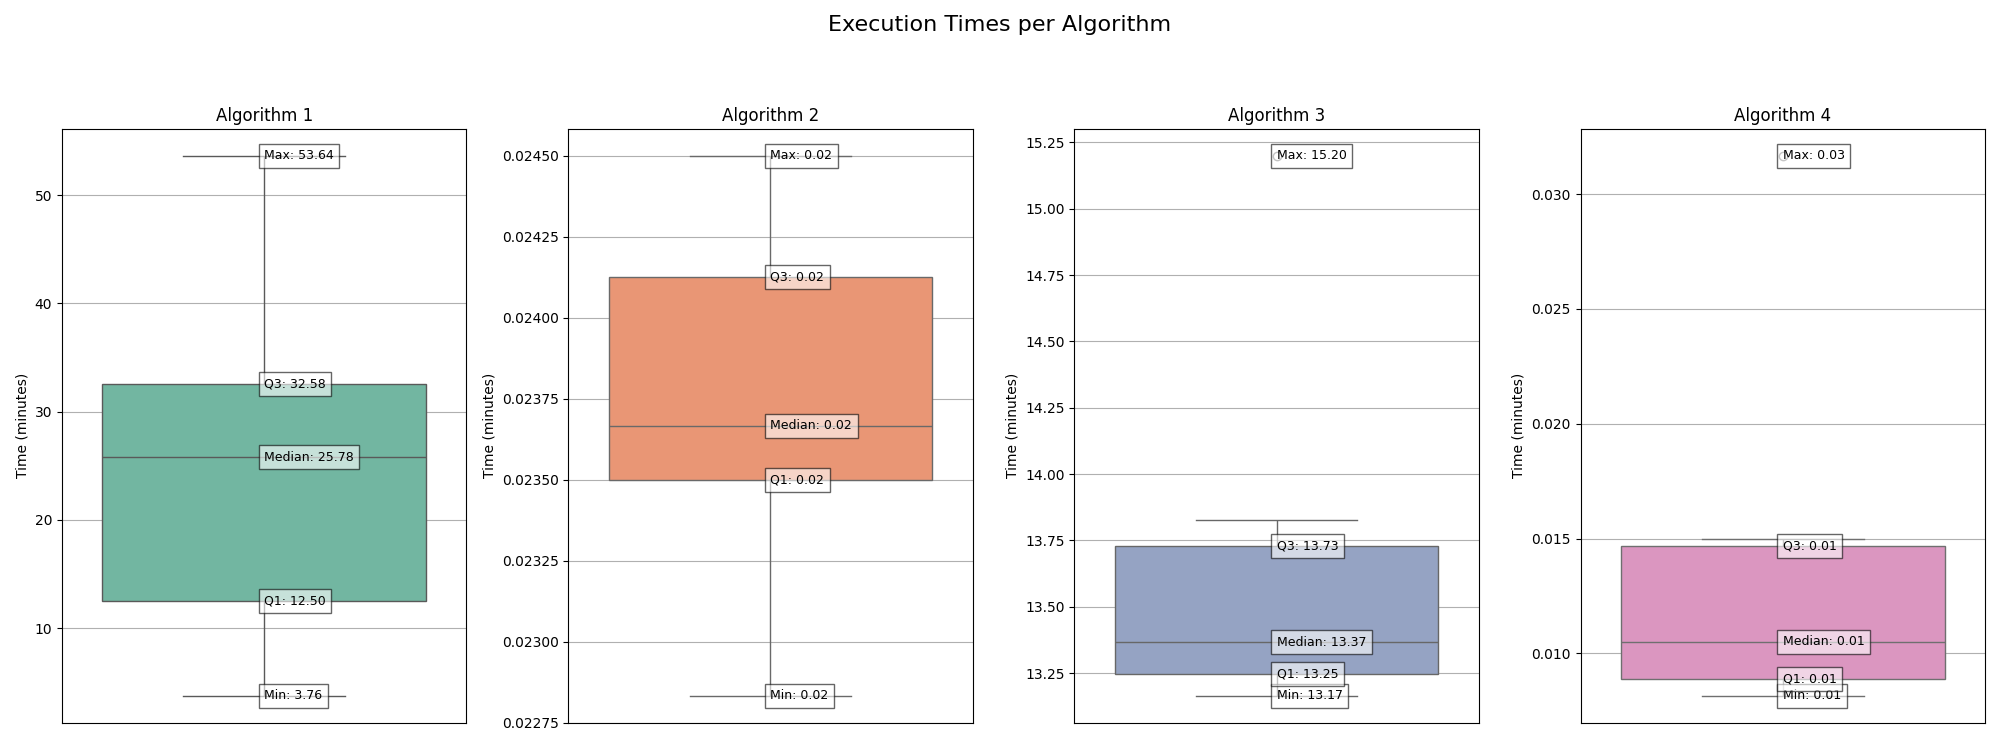 Execution Times per Algorithm
Algorithm 1
Time (minutes)
50
40
30
20
10
Max: 53.64
Q3: 32.58
Median: 25.78
Q1: 12.50
Min: 3.76
Algorithm 2
Time (minutes)
0.02450
0.02425
0.02400
0.02375
0.02350
0.02325
0.02300
0.02275
Max: 0.02
Q3: 0.02
Median: 0.02
Q1: 0.02
Min: 0.02
Algorithm 3
Time (minutes)
15.25
15.00
14.75
14.50
14.25
14.00
13.75
13.50
13.25
Max: 15.20
Q3: 13.73
Median: 13.37
Q1: 13.25
Min: 13.17
Algorithm 4
Time (minutes)
0.030
0.025
0.020
0.015
0.010
Max: 0.03
Q3: 0.01
Median: 0.01
Q1: 0.01
Min: 0.01